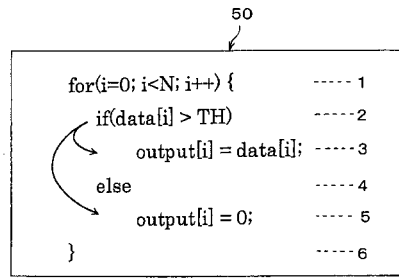 50
for(i=0; i<N; i++) { ----- 1
if(data[i] > TH) ----- 2
output[i] = data[i]; ----- 3
else ----- 4
output[i] = 0; ----- 5
} ----- 6